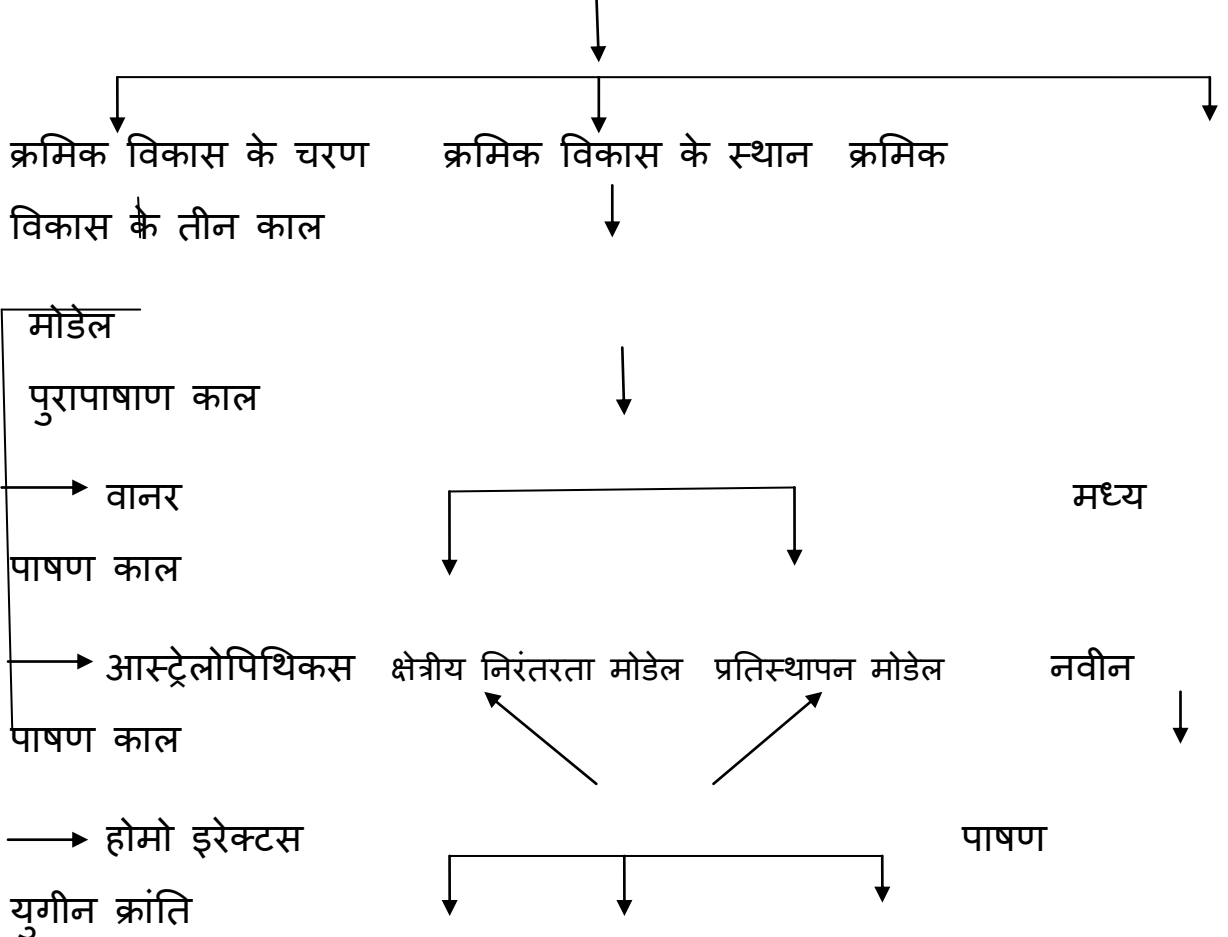 क्रमिक विकास के चरण क्रमिक विकास के स्थान क्रमिक
विकास के तीन काल
मोडेल
पुरापाषाण काल
वानर मध्य
पाषण काल
आस्ट्रेलोपिथिकस क्षेत्रीय निरंतरता मोडेल प्रतिस्थापन मोडेल नवीन
पाषण काल
होमो इरेक्टस पाषण
युगीन क्रांति